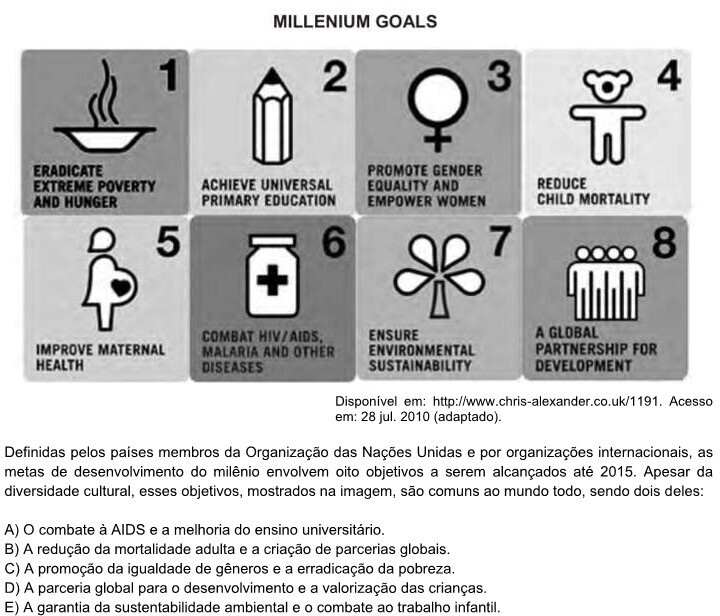 MILLENIUM GOALS
1
ERADICATE
EXTREME POVERTY
AND HUNGER
2
ACHIEVE UNIVERSAL
PRIMARY EDUCATION
3
PROMOTE GENDER
EQUALITY AND
EMPOWER WOMEN
4
REDUCE
CHILD MORTALITY
5
IMPROVE MATERNAL
HEALTH
6
COMBAT HIV/AIDS,
MALARIA AND OTHER
DISEASES
7
ENSURE
ENVIRONMENTAL
SUSTAINABILITY
8
A GLOBAL
PARTNERSHIP FOR
DEVELOPMENT
Disponível em: http://www.chris-alexander.co.uk/1191. Acesso
em: 28 jul. 2010 (adaptado).
Definidas pelos países membros da Organização das Nações Unidas e por organizações internacionais, as
metas de desenvolvimento do milênio envolvem oito objetivos a serem alcançados até 2015. Apesar da
diversidade cultural, esses objetivos, mostrados na imagem, são comuns ao mundo todo, sendo dois deles:
A) O combate à AIDS e a melhoria do ensino universitário.
B) A redução da mortalidade adulta e a criação de parcerias globais.
C) A promoção da igualdade de gêneros e a erradicação da pobreza.
D) A parceria global para o desenvolvimento e a valorização das crianças.
E) A garantia da sustentabilidade ambiental e o combate ao trabalho infantil.